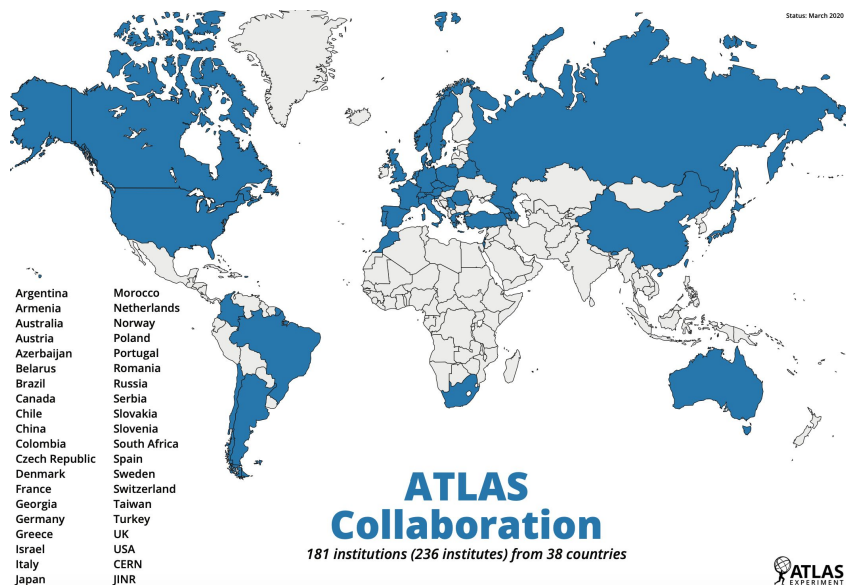 Status: March 2020
Argentina
Armenia
Australia
Austria
Azerbaijan
Belarus
Brazil
Canada
Chile
China
Colombia
Czech Republic
Denmark
France
Georgia
Germany
Greece
Israel
Italy
Japan
Morocco
Netherlands
Norway
Poland
Portugal
Romania
Russia
Serbia
Slovakia
Slovenia
South Africa
Spain
Sweden
Switzerland
Taiwan
Turkey
UK
USA
CERN
JINR
ATLAS
Collaboration
181 institutions (236 institutes) from 38 countries
ATLAS
EXPERIMENT